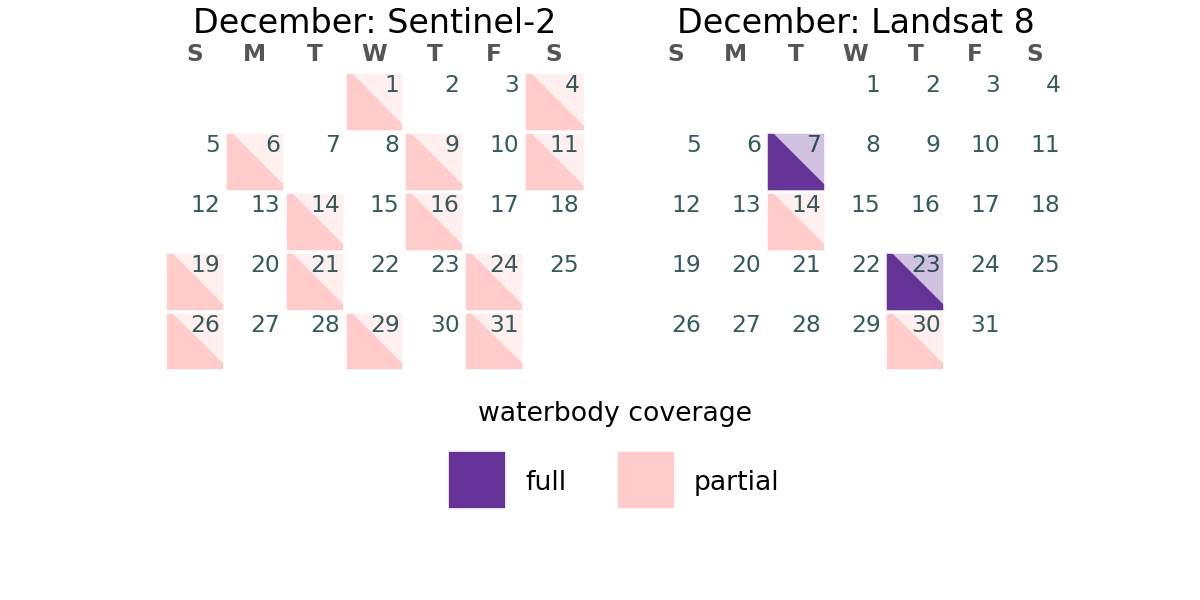 December: Sentinel-2
S M T W T F S
1 2 3 4
5 6 7 8 9 10 11
12 13 14 15 16 17 18
19 20 21 22 23 24 25
26 27 28 29 30 31
December: Landsat 8
S M T W T F S
1 2 3 4
5 6 7 8 9 10 11
12 13 14 15 16 17 18
19 20 21 22 23 24 25
26 27 28 29 30 31
waterbody coverage
full partial